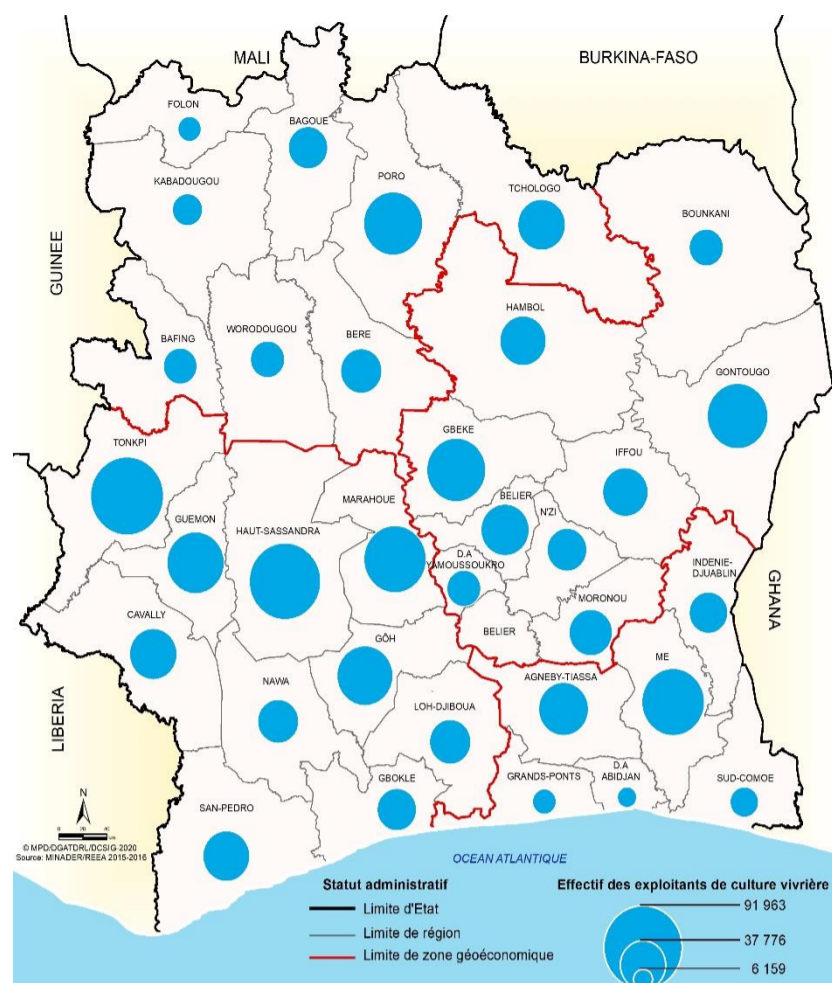 MALI
BURKINA-FASO
FOLON
BAGOUE
PORO
KABADOUGOU
TCHOLOGO
BOUNKANI
GUINEE
HAMBOL
WORODOUGOU
BERE
BAFING
GONTOUGO
GBEKE
TONKPI
IFFOU
MARAHOUE
BELIER
N'ZI
GUEMON
HAUT-SASSANDRA
D.A
YAMOUSSOUKRO
INDENIE-
DJUABLIN
GHANA
MORONOU
CAVALLY
BELIER
GÔH
ME
AGNEBY-TIASSA
NAWA
LOH-DJIBOUA
LIBERIA
GBOKLE
GRANDS-PONTS
D.A
ABIDJAN
SUD-COMOE
SAN-PEDRO
N
0 20 40
© MPD/DGATDRL/DCSIG-2020
Source: MINADER/REEA 2015-2016
OCEAN ATLANTIQUE
Statut administratif
Limite d'Etat
Limite de région
Limite de zone géoéconomique
Effectif des exploitants de culture vivrière
91 963
37 776
6 159